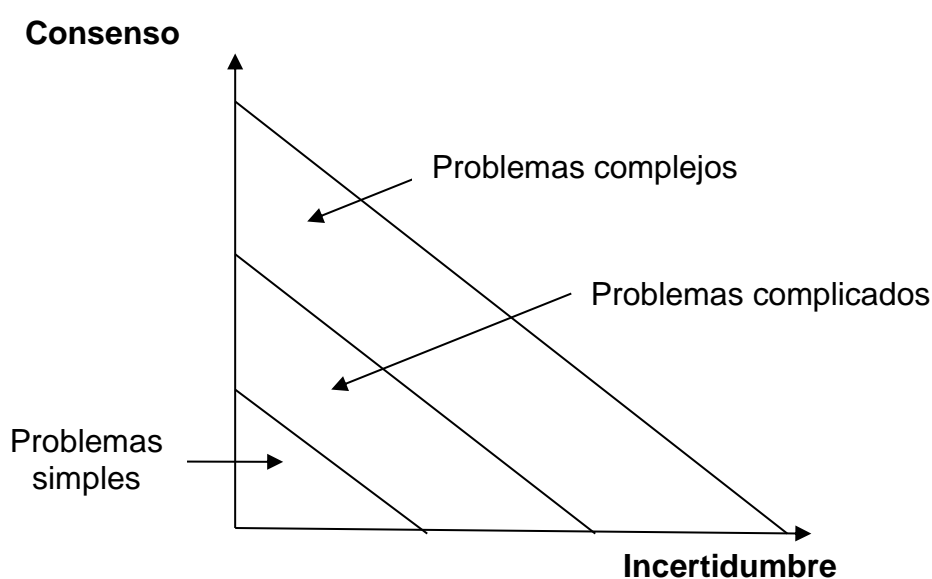 Consenso
Problemas complejos
Problemas complicados
Problemas
simples
Incertidumbre